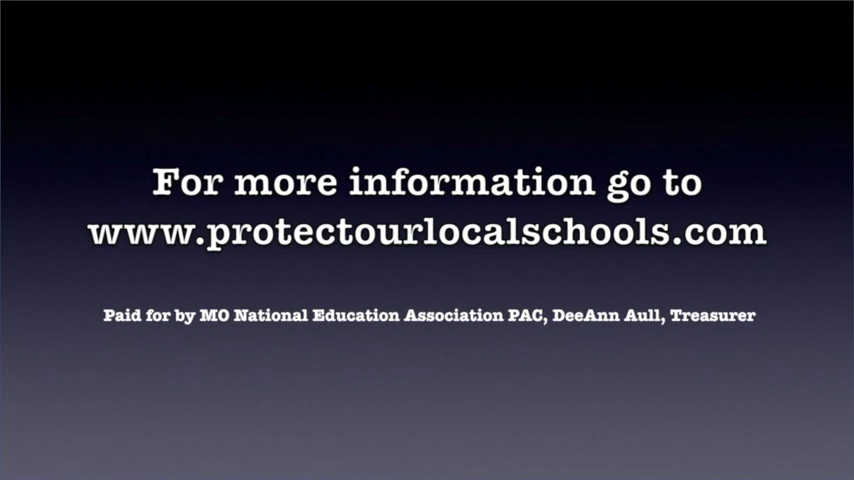 For more information go to
www.protectourlocalschools.com
Paid for by MO National Education Association PAC, DeeAnn Aull, Treasurer